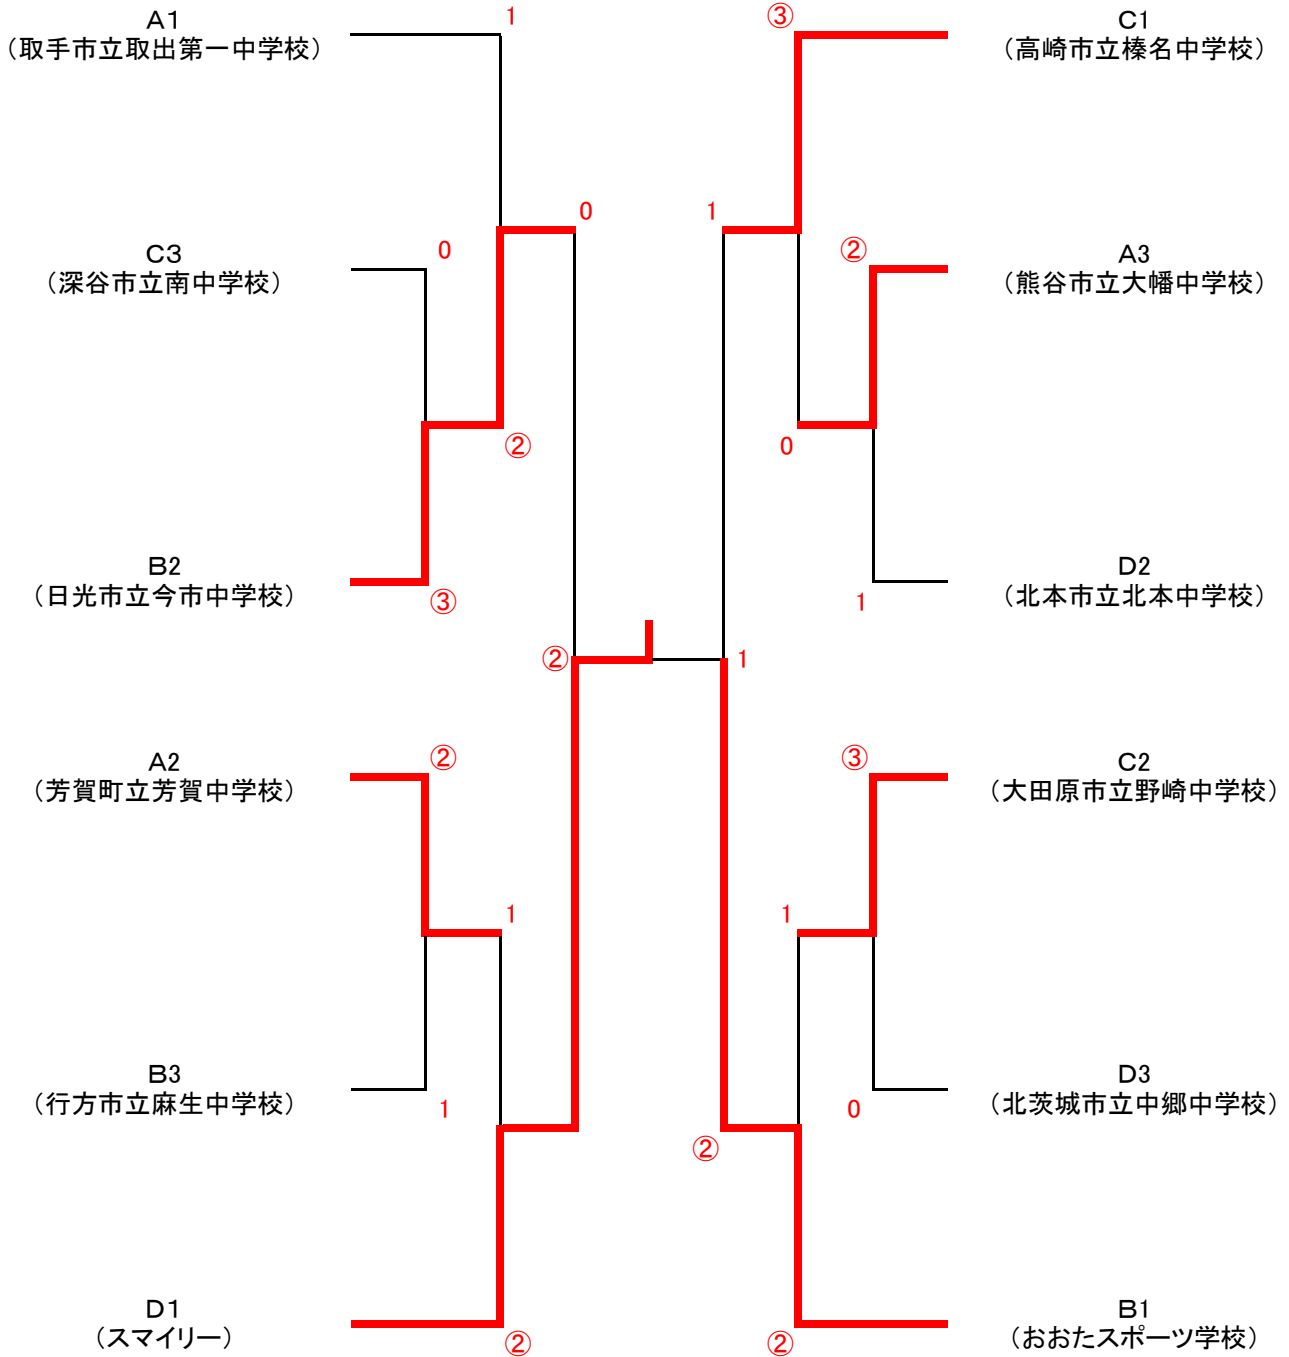 A1
（取手市立取出第一中学校）
1
③
C1
（高崎市立榛名中学校）
0
1
C3
（深谷市立南中学校）
0
②
A3
（熊谷市立大幡中学校）
②
0
B2
（日光市立今市中学校）
③
D2
（北本市立北本中学校）
1
②
1
A2
（芳賀町立芳賀中学校）
②
③
C2
（大田原市立野崎中学校）
1
1
B3
（行方市立麻生中学校）
1
D3
（北茨城市立中郷中学校）
0
②
D1
（スマイリー）
②
②
B1
（おおたスポーツ学校）